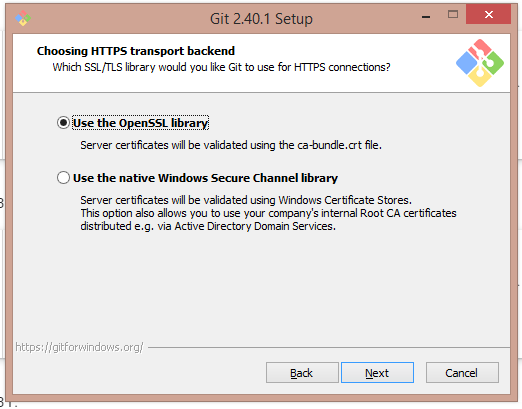 Git 2.40.1 Setup
Choosing HTTPS transport backend
Which SSL/TLS library would you like Git to use for HTTPS connections?
Use the OpenSSL library
Server certificates will be validated using the ca-bundle.crt file.
Use the native Windows Secure Channel library
Server certificates will be validated using Windows Certificate Stores.
This option also allows you to use your company's internal Root CA certificates
distributed e.g. via Active Directory Domain Services.
https://gitforwindows.org/
Back
Next
Cancel